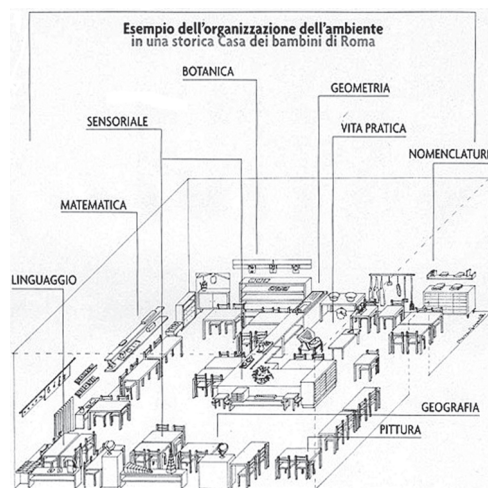 Esempio dell'organizzazione dell'ambiente
in una storica Casa dei bambini di Roma
BOTANICA
GEOMETRIA
SENSORIALE
VITA PRATICA
NOMENCLATURE
MATEMATICA
LINGUAGGIO
GEOGRAFIA
PITTURA